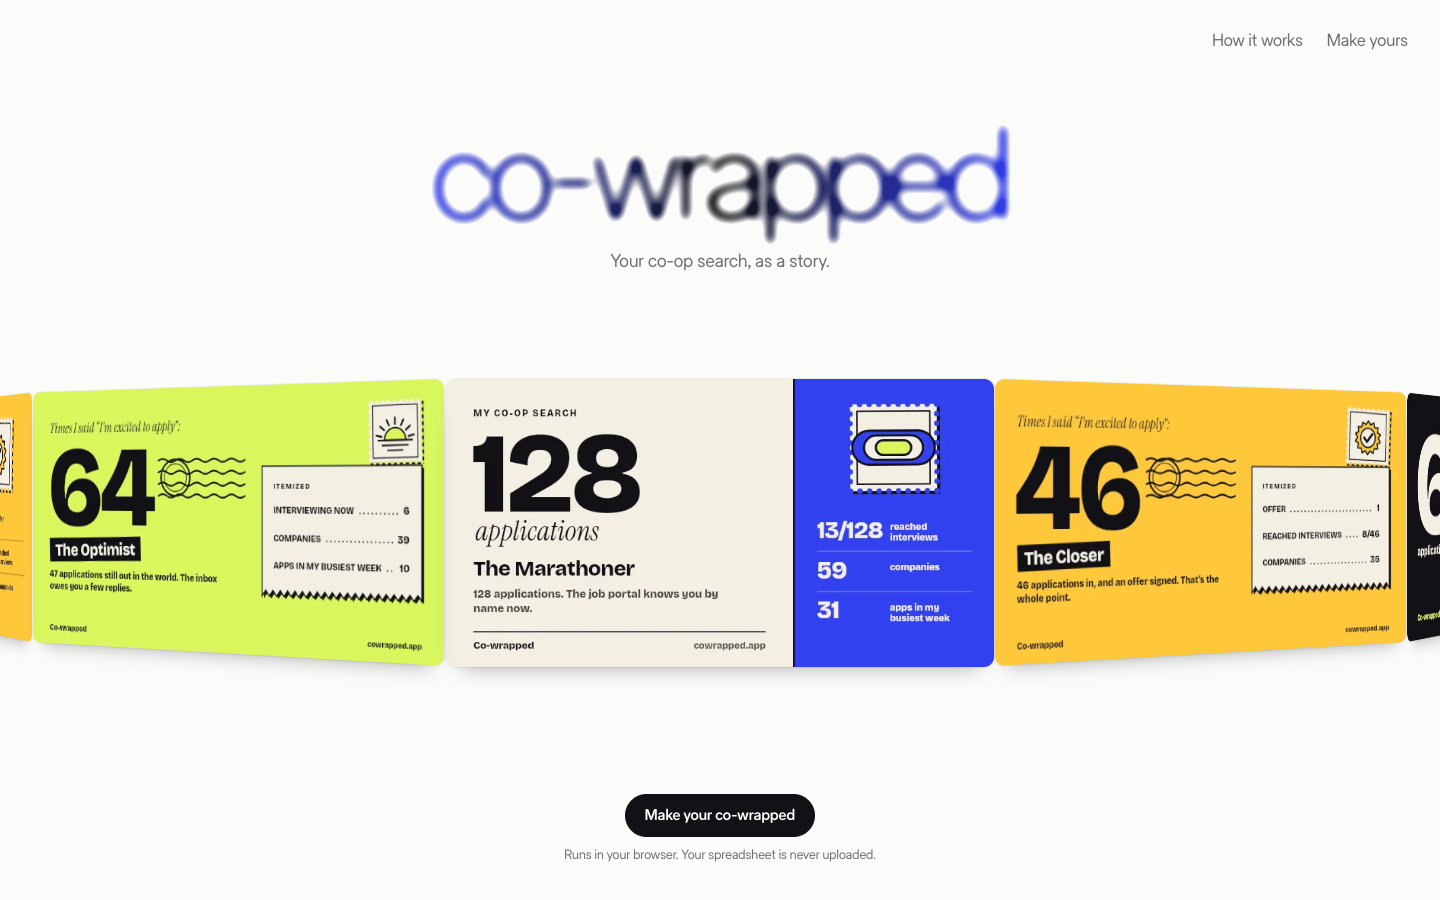 How it works
Make yours
co-wrapped
Your co-op search, as a story.
Times I said "I'm excited to apply":
64
The Optimist
47 applications still out in the world. The inbox
owes you a few replies.
ITEMIZED
INTERVIEWING NOW .......... 6
COMPANIES ................ 39
APPS IN MY BUSIEST WEEK .. 10
Co-wrapped
cowrapped.app
MY CO-OP SEARCH
128
applications
The Marathoner
128 applications. The job portal knows you by
name now.
Co-wrapped
cowrapped.app
13/128 reached
interviews
59 companies
31 apps in my
busiest week
Times I said "I'm excited to apply":
46
The Closer
46 applications in, and an offer signed. That's the
whole point.
ITEMIZED
OFFER ...................... 1
REACHED INTERVIEWS .... 8/46
COMPANIES ................ 35
Co-wrapped
cowrapped.app
Make your co-wrapped
Runs in your browser. Your spreadsheet is never uploaded.